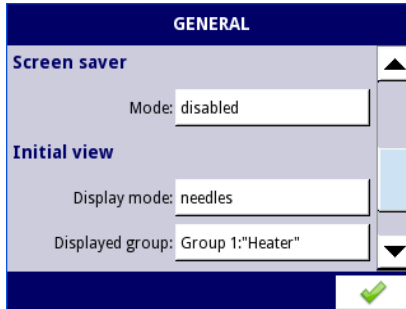 GENERAL
Screen saver
Mode: disabled
Initial view
Display mode: needles
Displayed group: Group 1:"Heater"